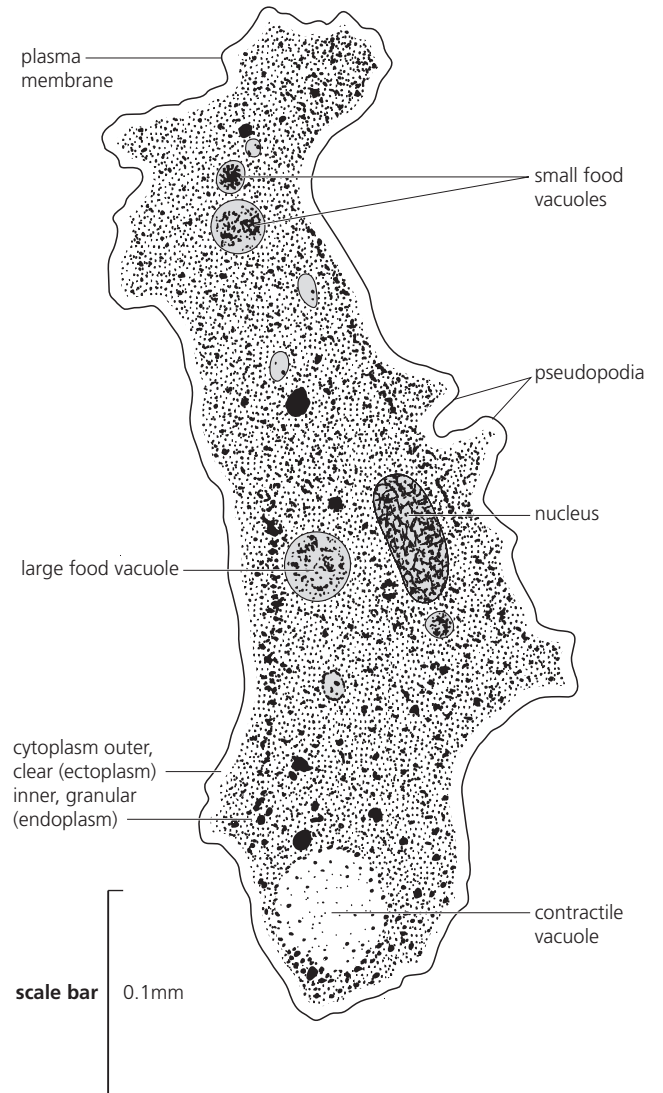 plasma
membrane
small food
vacuoles
pseudopodia
nucleus
large food vacuole
cytoplasm outer,
clear (ectoplasm)
inner, granular
(endoplasm)
contractile
vacuole
scale bar
0.1mm